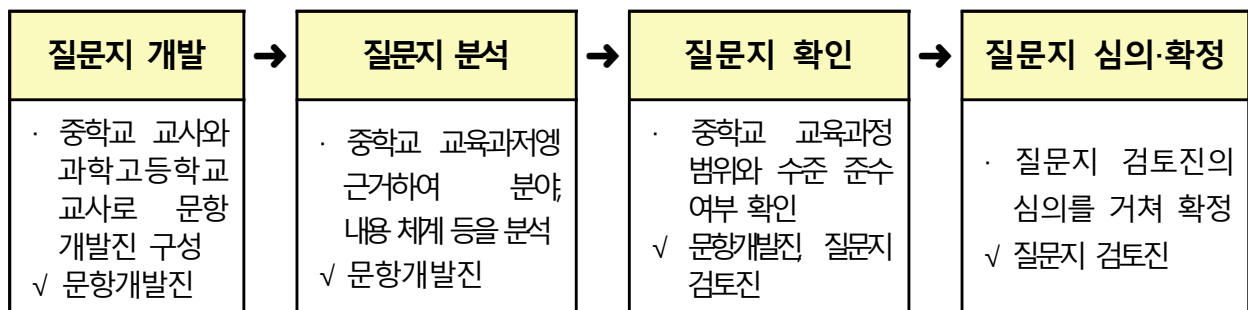 질문지 개발
➜
질문지 분석
➜
질문지 확인
➜
질문지 심의·확정
· 중학교 교사와
과학고등학교
교사로 문항
개발진 구성
√ 문항개발진
· 중학교 교육과저엥
근거하여 분야,
내용 체계 등을 분석
√ 문항개발진
· 중학교 교육과정
범위와 수준 준수
여부 확인
√ 문항개발진, 질문지
검토진
· 질문지 검토진의
심의를 거쳐 확정
√ 질문지 검토진